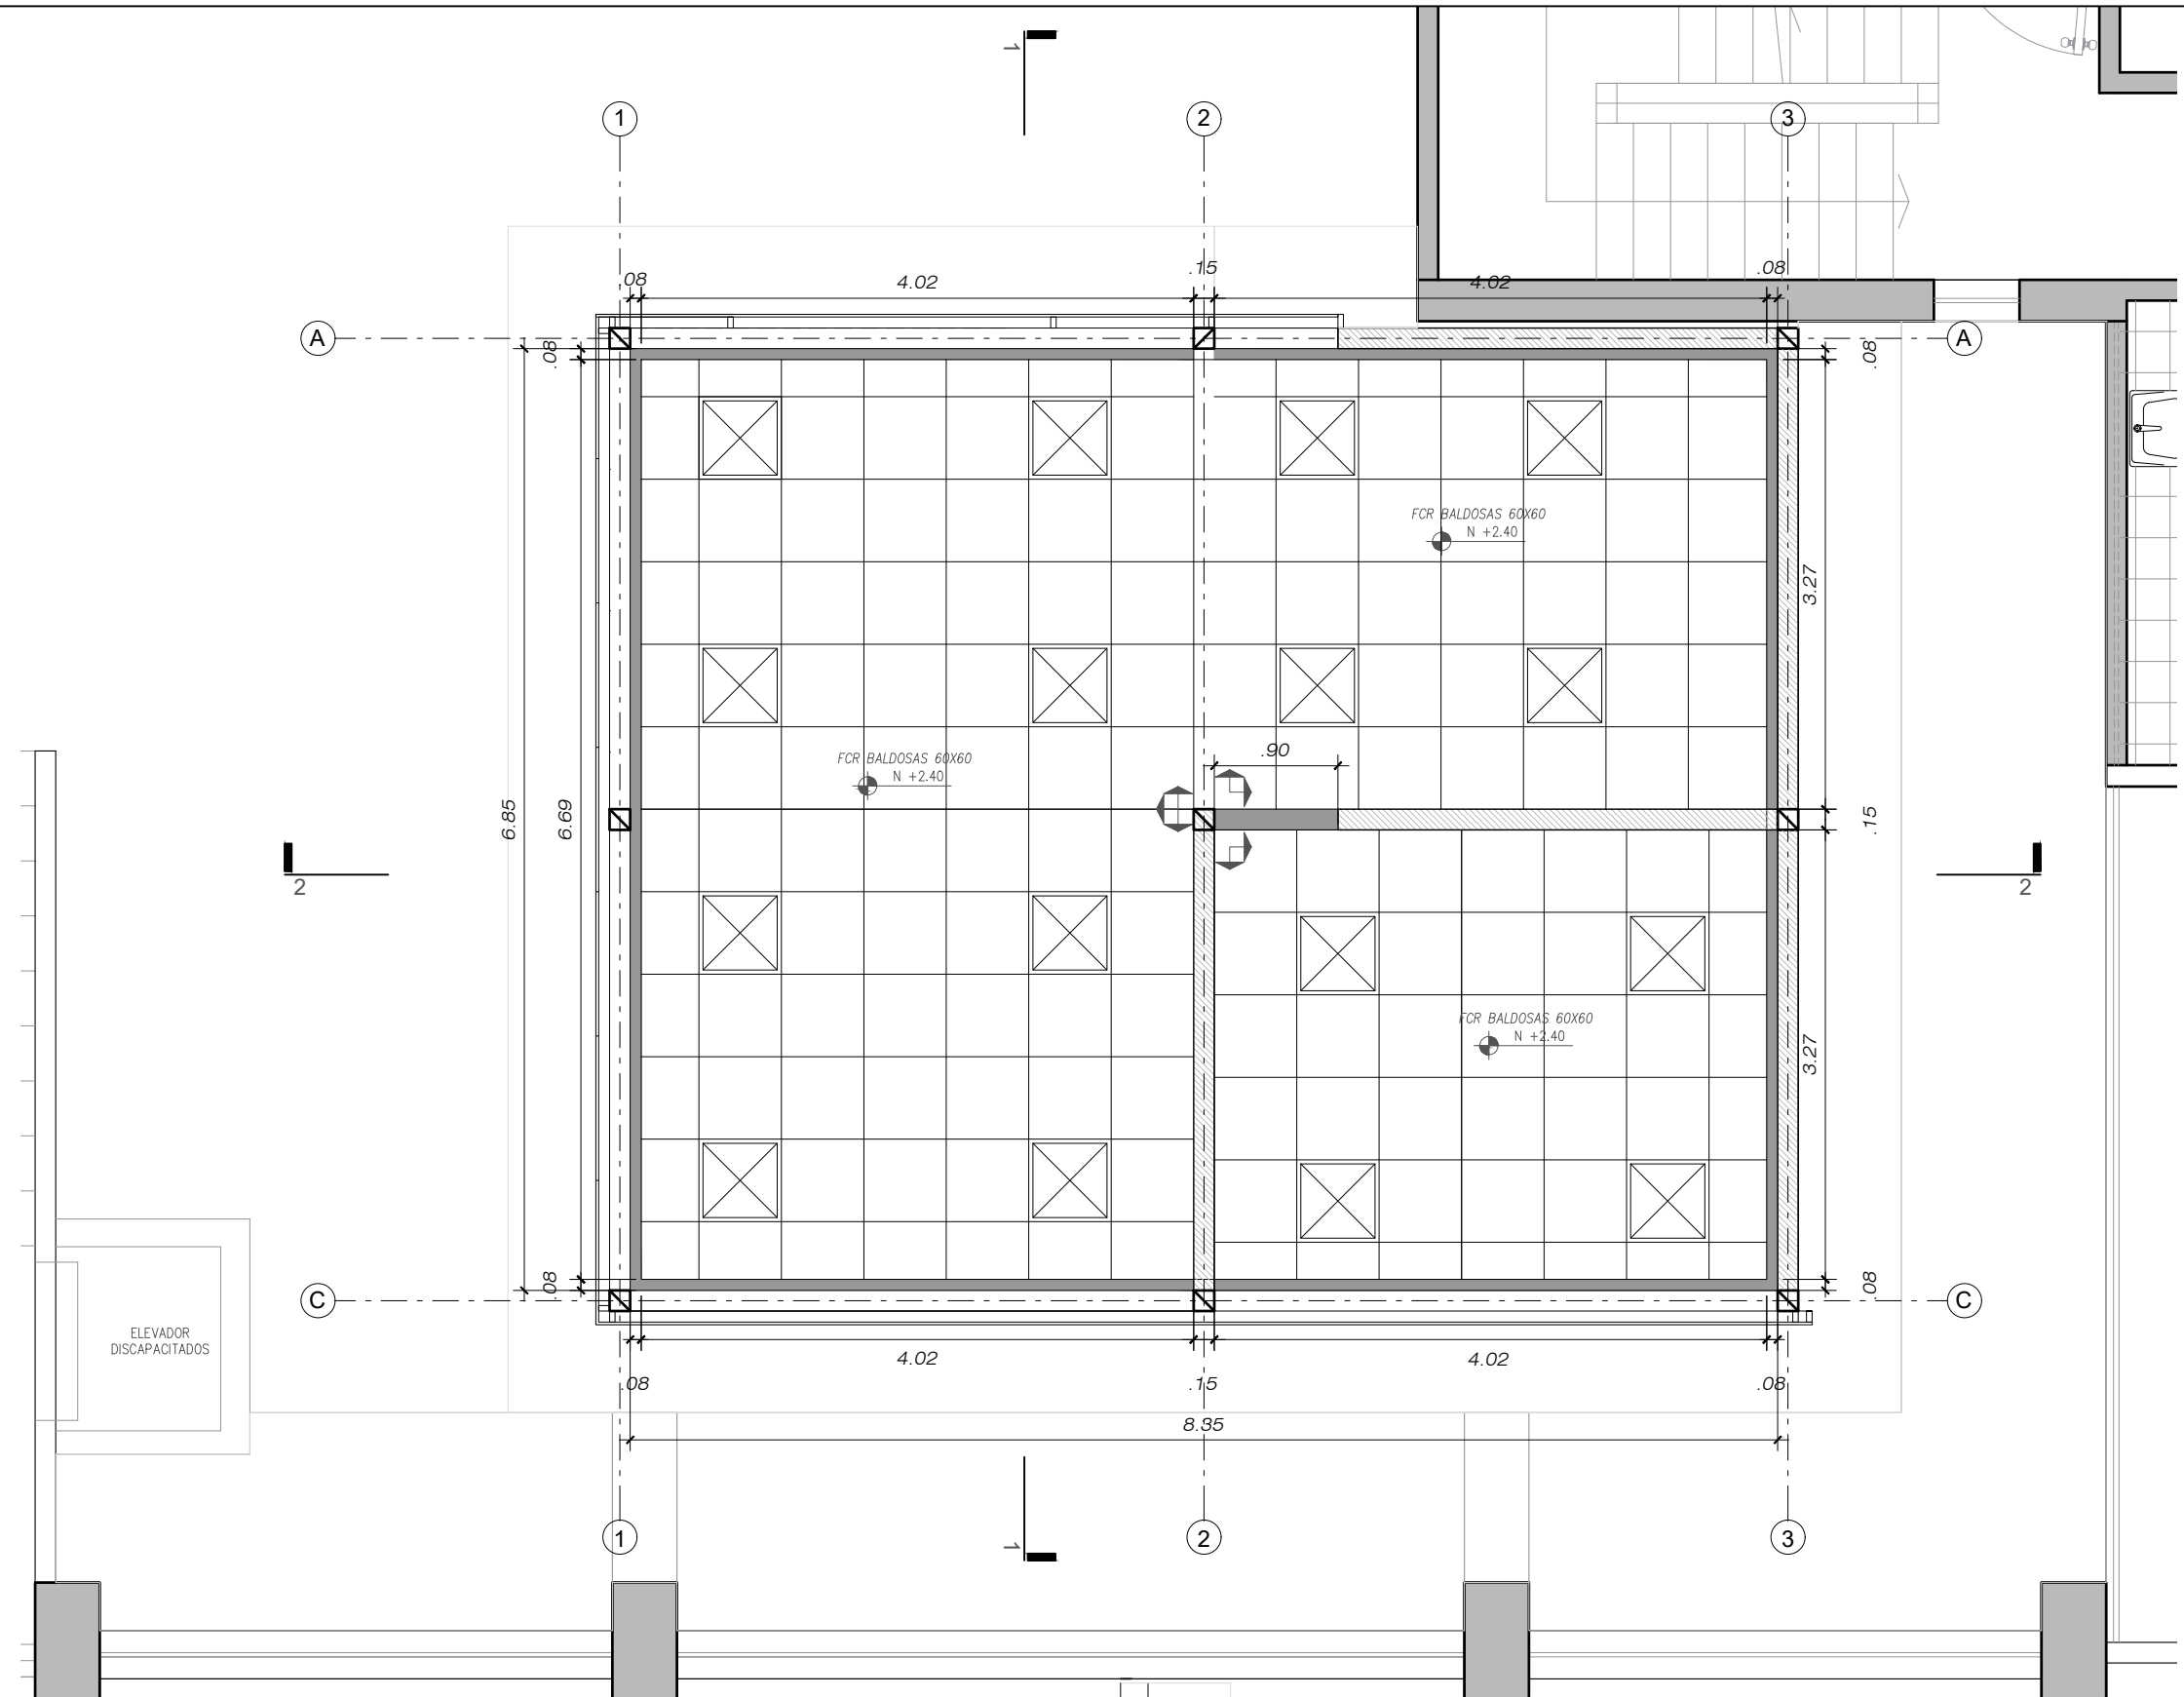 1
1 2 3
.08 4.02 .15 4.02 .08
A A
.08 .08
FCR BALDOSAS 60X60
N +2.40
3.27
FCR BALDOSAS 60X60
N +2.40
.90
6.85 6.69 .15
2 2
FCR BALDOSAS 60X60
N +2.40
3.27
.08 .08
C C
ELEVADOR
DISCAPACITADOS
4.02 4.02
.08 .15 .08
8.35
1 2 3
1